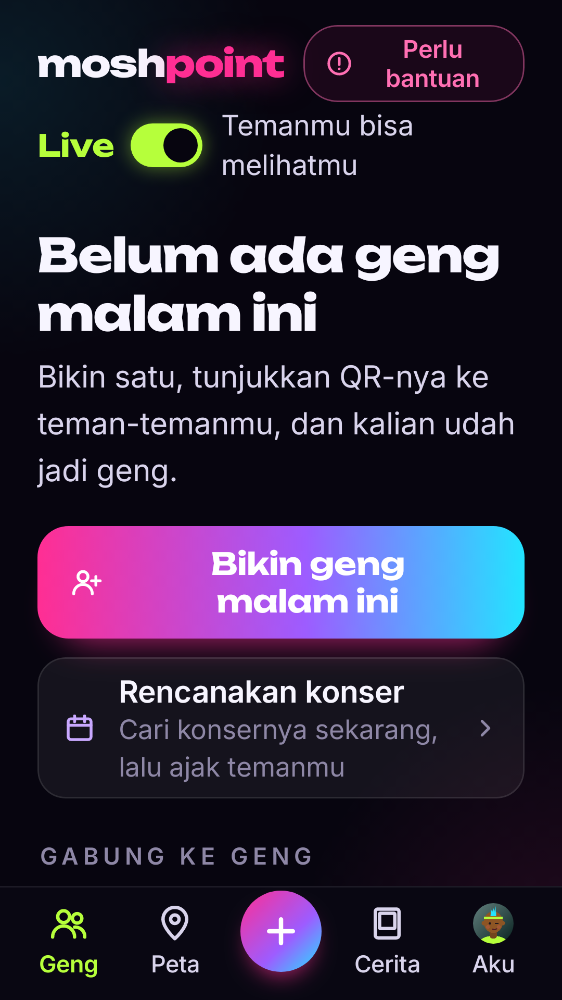 moshpoint
Perlu
bantuan
Live
Temanmu bisa
melihatmu
Belum ada geng
malam ini
Bikin satu, tunjukkan QR-nya ke
teman-temanmu, dan kalian udah
jadi geng.
Bikin geng
malam ini
Rencanakan konser
Cari konsernya sekarang,
lalu ajak temanmu
GABUNG KE GENG
Geng
Peta
Cerita
Aku